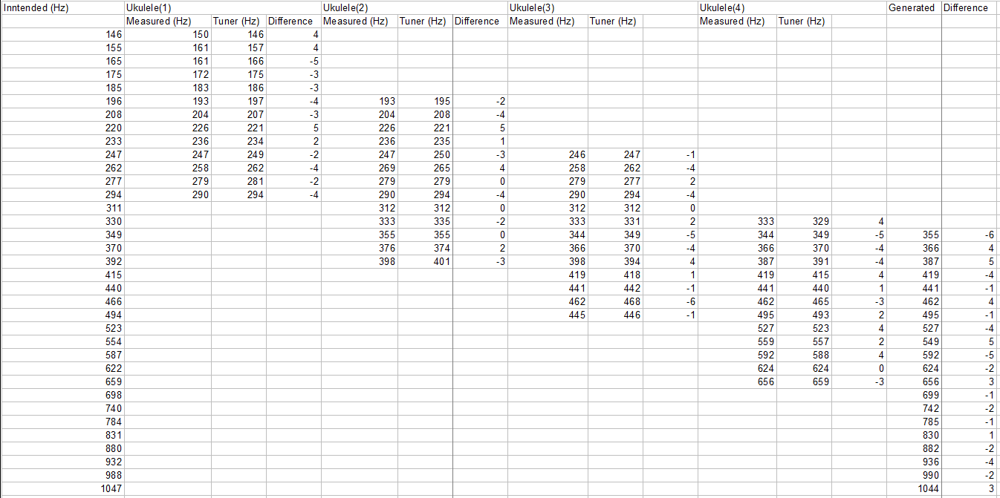 Inntended (Hz) Ukulele(1) Ukulele(2) Ukulele(3) Ukulele(4) Generated Difference
Measured (Hz) Tuner (Hz) Difference Measured (Hz) Tuner (Hz) Difference Measured (Hz) Tuner (Hz) Measured (Hz) Tuner (Hz)
146 150 146 4
155 161 157 4
165 161 166 -5
175 172 175 -3
185 183 186 -3
196 193 197 -4 193 195 -2
208 204 207 -3 204 208 -4
220 226 221 5 226 221 5
233 236 234 2 236 235 1
247 247 249 -2 247 250 -3 246 247 -1
262 258 262 -4 269 265 4 258 262 -4
277 279 281 -2 279 279 0 279 277 2
294 290 294 -4 290 294 -4 290 294 -4
311 312 312 0 312 312 0
330 333 335 -2 333 331 2 333 329 4
349 355 355 0 344 349 -5 344 349 -5 355 -6
370 376 374 2 366 370 -4 366 370 -4 366 4
392 398 401 -3 398 394 4 387 391 -4 387 5
415 419 418 1 419 415 4 419 -4
440 441 442 -1 441 440 1 441 -1
466 462 468 -6 462 465 -3 462 4
494 445 446 -1 495 493 2 495 -1
523 527 523 4 527 -4
554 559 557 2 549 5
587 592 588 4 592 -5
622 624 624 0 624 -2
659 656 659 -3 656 3
698 699 -1
740 742 -2
784 785 -1
831 830 1
880 882 -2
932 936 -4
988 990 -2
1047 1044 3